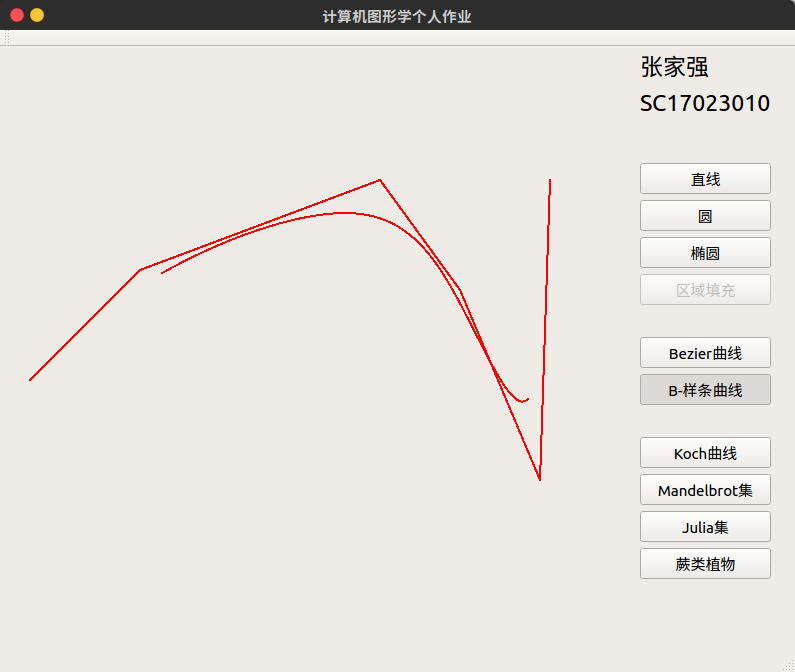 计算机图形学个人作业
张家强
SC17023010
直线
圆
椭圆
区域填充
Bezier曲线
B-样条曲线
Koch曲线
Mandelbrot集
Julia集
蕨类植物